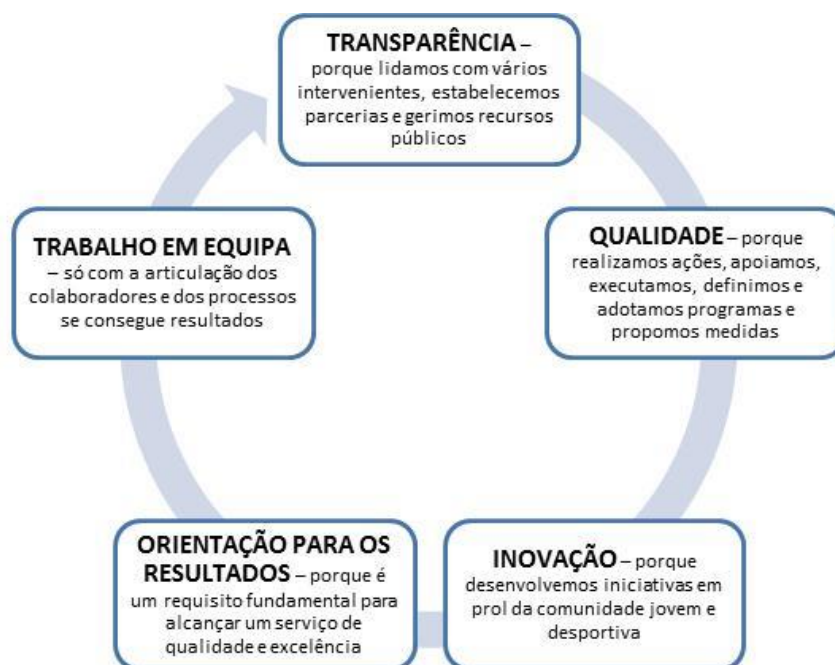 TRANSPARÊNCIA –
porque lidamos com vários
intervenientes, estabelecemos
parcerias e gerimos recursos
públicos
QUALIDADE – porque
realizamos ações, apoiamos,
executamos, definimos e
adotamos programas e
propomos medidas
INOVAÇÃO – porque
desenvolvemos iniciativas em
prol da comunidade jovem e
desportiva
ORIENTAÇÃO PARA OS
RESULTADOS – porque é
um requisito fundamental para
alcançar um serviço de
qualidade e excelência
TRABALHO EM EQUIPA
– só com a articulação dos
colaboradores e dos processos
se consegue resultados